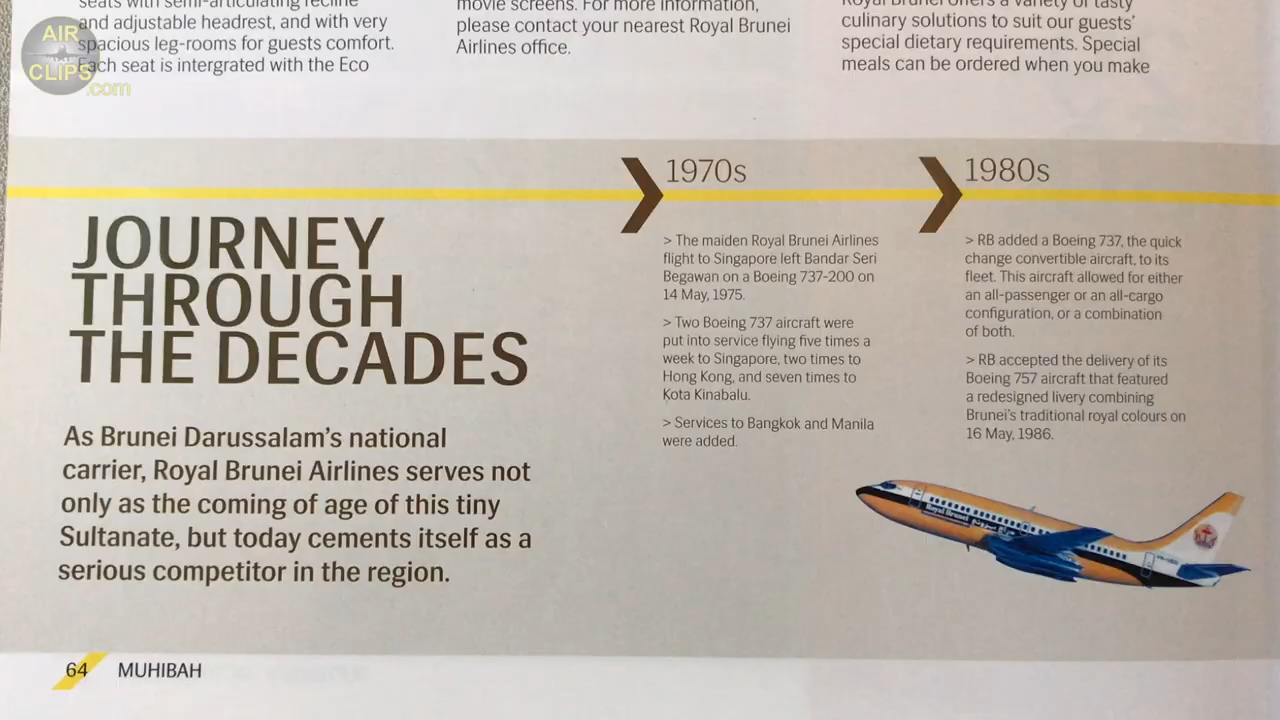 AIR
CLIPS
.com
seats with semi-articulating recline
and adjustable headrest, and with very
spacious leg-rooms for guests comfort.
Each seat is intergrated with the Eco
movie screens. For more information,
please contact your nearest Royal Brunei
Airlines office.
Royal Brunei offers a variety of tasty
culinary solutions to suit our guests'
special dietary requirements. Special
meals can be ordered when you make
JOURNEY
THROUGH
THE DECADES
As Brunei Darussalam's national
carrier, Royal Brunei Airlines serves not
only as the coming of age of this tiny
Sultanate, but today cements itself as a
serious competitor in the region.
1970s
> The maiden Royal Brunei Airlines
flight to Singapore left Bandar Seri
Begawan on a Boeing 737-200 on
14 May, 1975.
> Two Boeing 737 aircraft were
put into service flying five times a
week to Singapore, two times to
Hong Kong, and seven times to
Kota Kinabalu.
> Services to Bangkok and Manila
were added.
1980s
> RB added a Boeing 737, the quick
change convertible aircraft, to its
fleet. This aircraft allowed for either
an all-passenger or an all-cargo
configuration, or a combination
of both.
> RB accepted the delivery of its
Boeing 757 aircraft that featured
a redesigned livery combining
Brunei's traditional royal colours on
16 May, 1986.
Royal Brunei
64 MUHIBAH